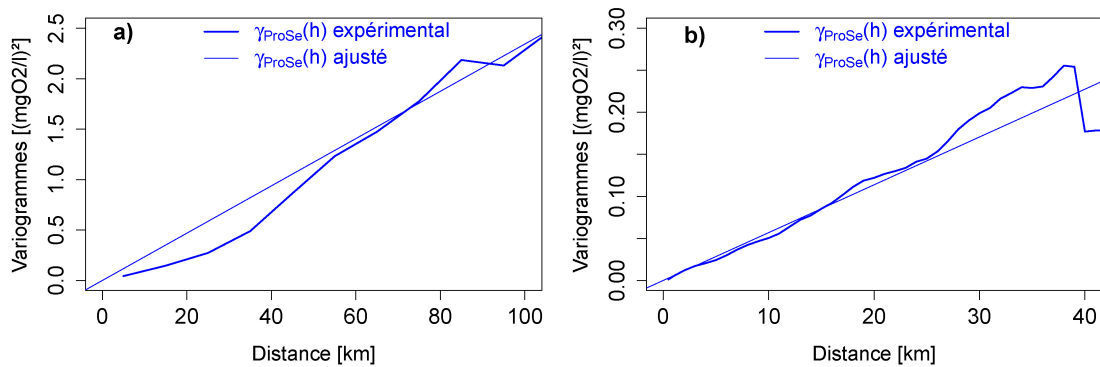 a)
γProSe(h) expérimental
γProSe(h) ajusté
Variogrammes [(mgO2/l)²]
2.5
2.0
1.5
1.0
0.5
0.0
0 20 40 60 80 100
Distance [km]
b)
γProSe(h) expérimental
γProSe(h) ajusté
Variogrammes [(mgO2/l)²]
0.30
0.20
0.10
0.00
0 10 20 30 40
Distance [km]